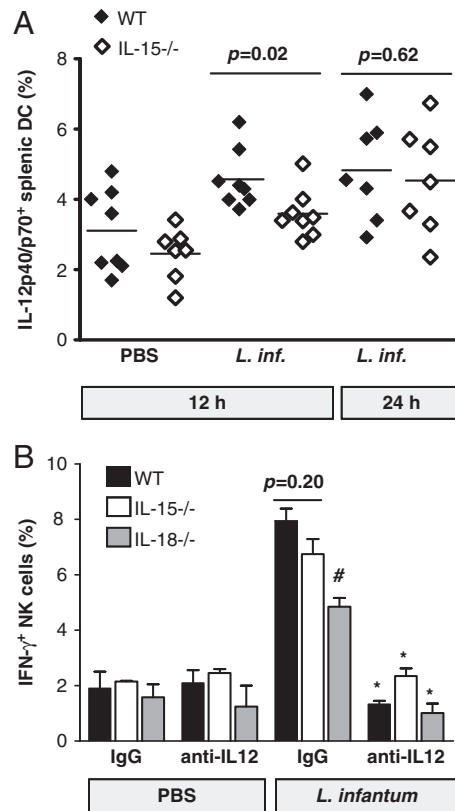 A
WT
IL-15-/-
p=0.02
p=0.62
IL-12p40/p70⁺ splenic DC (%)
8
6
4
2
0
PBS
L. inf.
L. inf.
12 h
24 h
B
WT
IL-15-/-
IL-18-/-
p=0.20
#
*
*
*
IFN-γ⁺ NK cells (%)
10
8
6
4
2
0
IgG
anti-IL12
IgG
anti-IL12
PBS
L. infantum